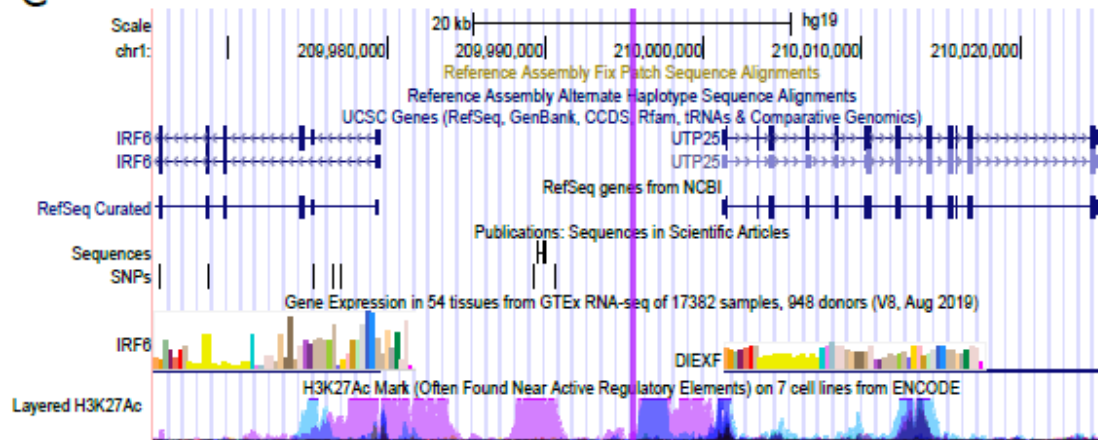 C
Scale 20 kb hg19
chr1: 209,980,000 209,990,000 210,000,000 210,010,000 210,020,000
Reference Assembly Fix Patch Sequence Alignments
Reference Assembly Alternate Haplotype Sequence Alignments
UCSC Genes (RefSeq, GenBank, CCDS, Rfam, tRNAs & Comparative Genomics)
IRF6 UTP25
IRF6 UTP25
RefSeq genes from NCBI
RefSeq Curated
Publications: Sequences in Scientific Articles
Sequences
SNPs
Gene Expression in 54 tissues from GTEx RNA-seq of 17382 samples, 948 donors (V8, Aug 2019)
IRF6 DIEXF
H3K27Ac Mark (Often Found Near Active Regulatory Elements) on 7 cell lines from ENCODE
Layered H3K27Ac